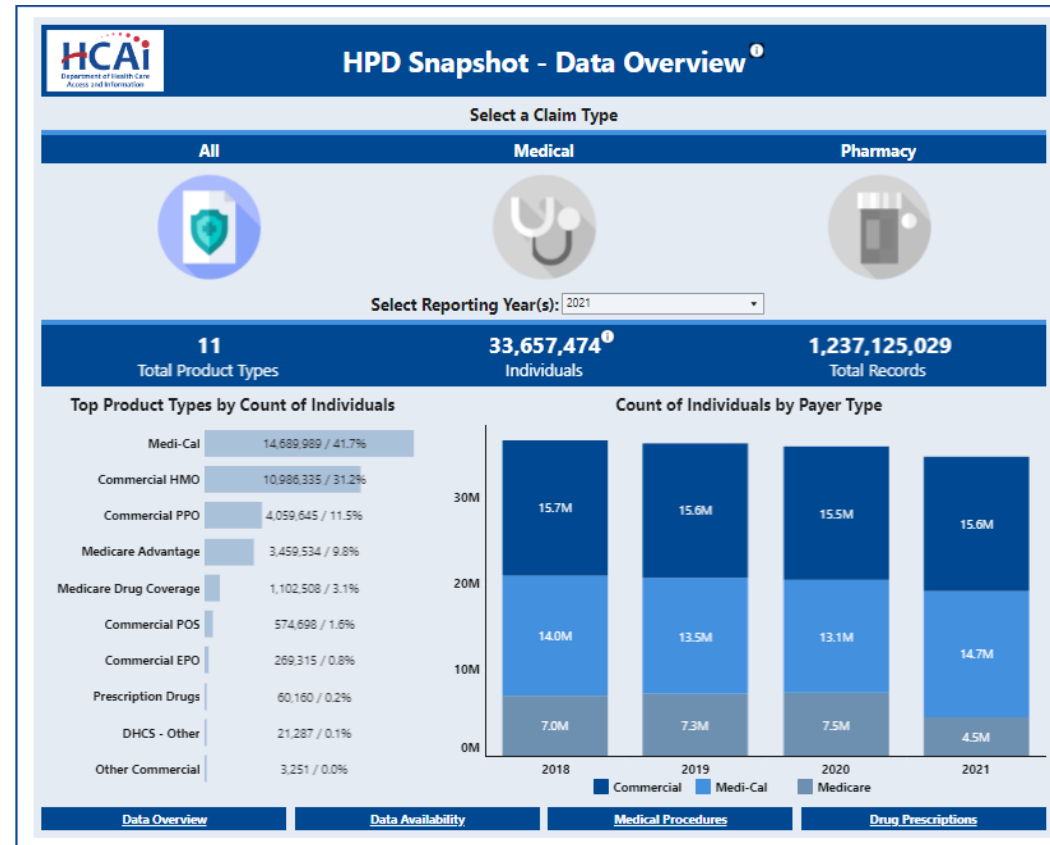 HCAi
Department of Health Care
Access and Information
HPD Snapshot - Data Overview
Select a Claim Type
All
Medical
Pharmacy
Select Reporting Year(s): 2021
11
Total Product Types
33,657,474
Individuals
1,237,125,029
Total Records
Top Product Types by Count of Individuals
Medi-Cal 14,689,989 / 41.7%
Commercial HMO 10,986,335 / 31.2%
Commercial PPO 4,059,645 / 11.5%
Medicare Advantage 3,459,534 / 9.8%
Medicare Drug Coverage 1,102,508 / 3.1%
Commercial POS 574,698 / 1.6%
Commercial EPO 269,315 / 0.8%
Prescription Drugs 60,160 / 0.2%
DHCS - Other 21,287 / 0.1%
Other Commercial 3,251 / 0.0%
Count of Individuals by Payer Type
30M
20M
10M
0M
15.7M 15.6M 15.5M 15.6M
14.0M 13.5M 13.1M 14.7M
7.0M 7.3M 7.5M 4.5M
2018 2019 2020 2021
Commercial Medi-Cal Medicare
Data Overview
Data Availability
Medical Procedures
Drug Prescriptions